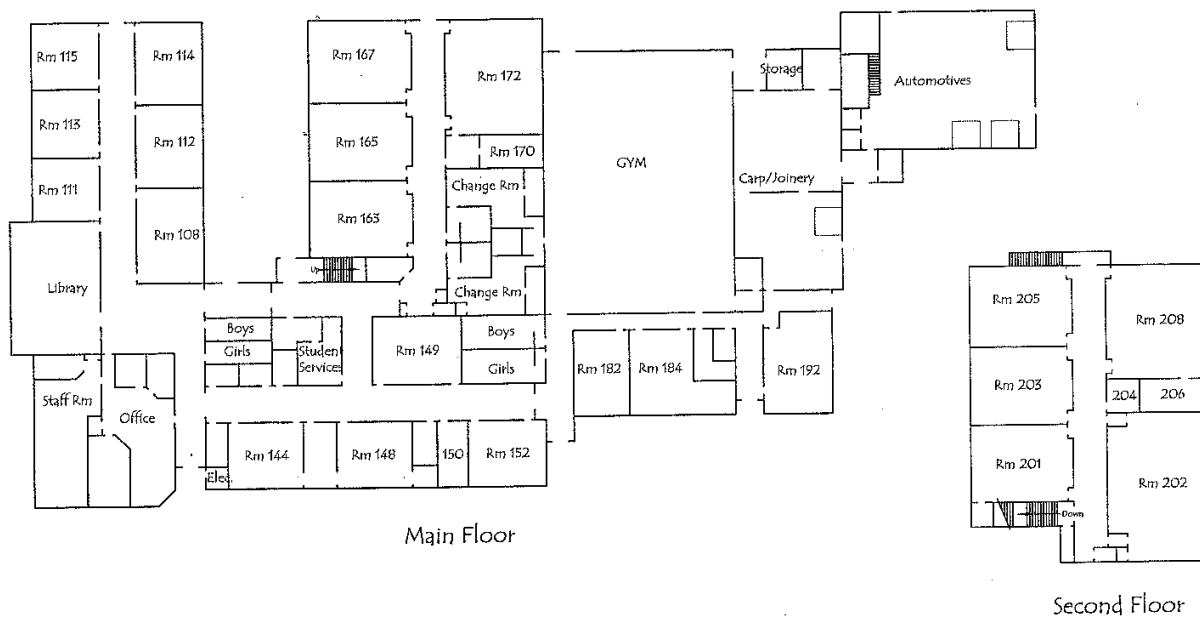 Rm 115
Rm 114
Rm 167
Rm 172
Storage
Automotives
Rm 113
Rm 112
Rm 165
Rm 170
GYM
Carp/Joinery
Rm 111
Rm 108
Rm 163
Change Rm
Up
Library
Change Rm
Boys
Girls
Student
Services
Rm 149
Boys
Girls
Rm 182
Rm 184
Rm 192
Staff Rm
Office
Elec.
Rm 144
Rm 148
150
Rm 152
Main Floor
Rm 205
Rm 208
Rm 203
204
206
Rm 201
Rm 202
Down
Second Floor